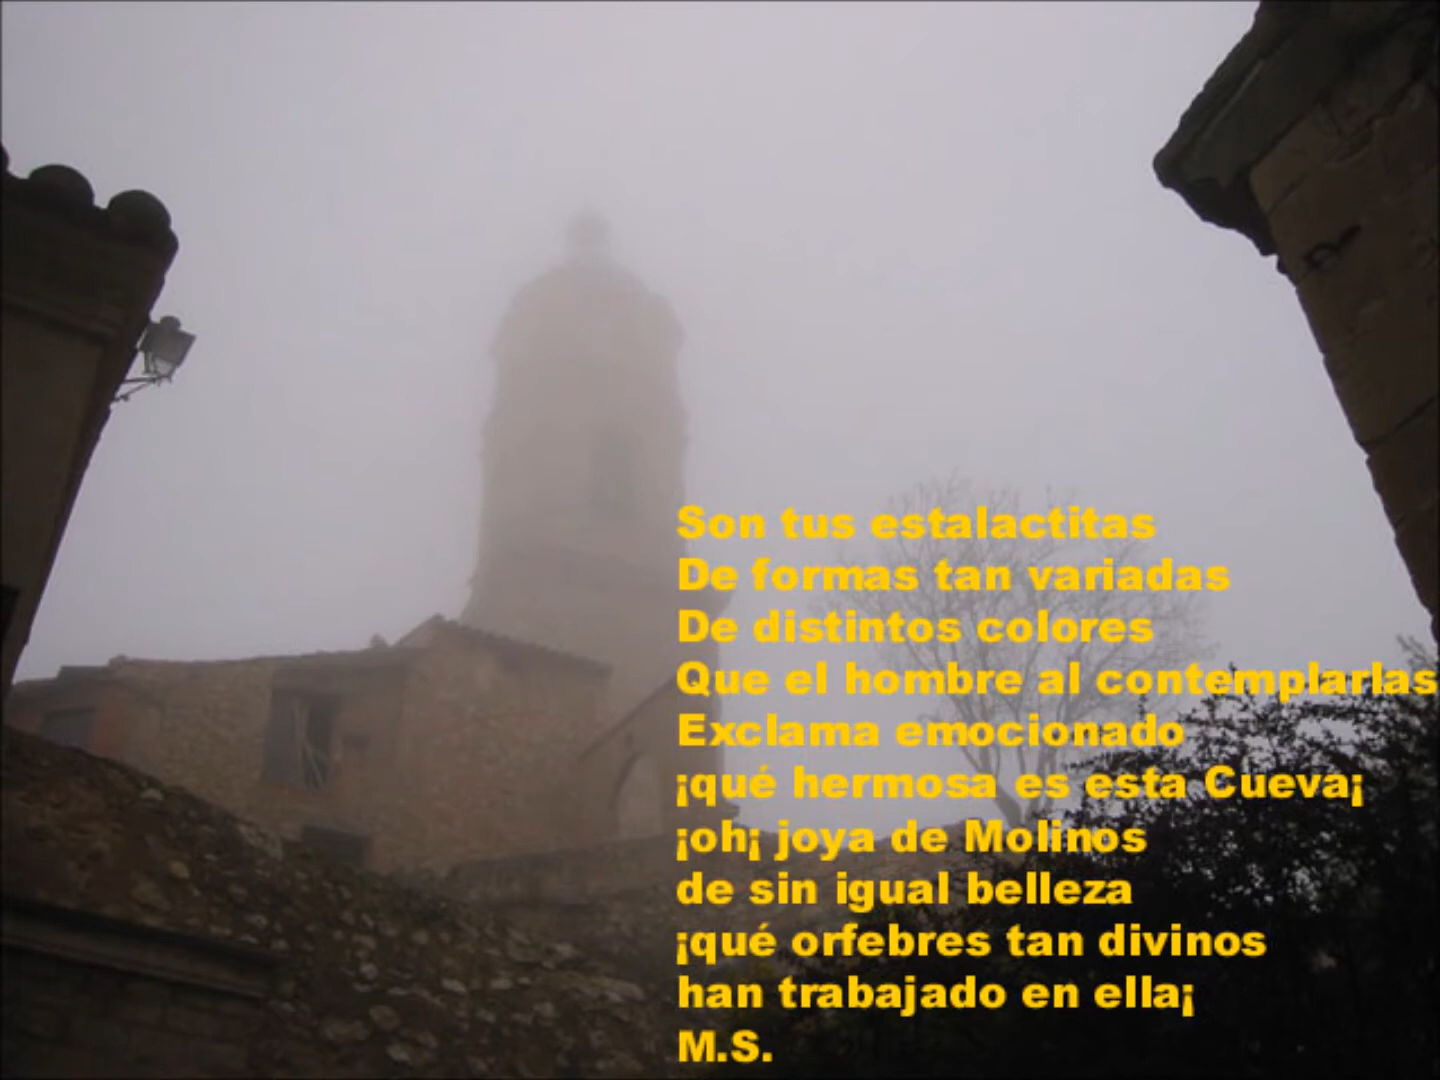 Son tus estalactitas
De formas tan variadas
De distintos colores
Que el hombre al contemplarlas
Exclama emocionado
¡qué hermosa es esta Cueva¡
¡oh¡ joya de Molinos
de sin igual belleza
¡qué orfebres tan divinos
han trabajado en ella¡
M.S.